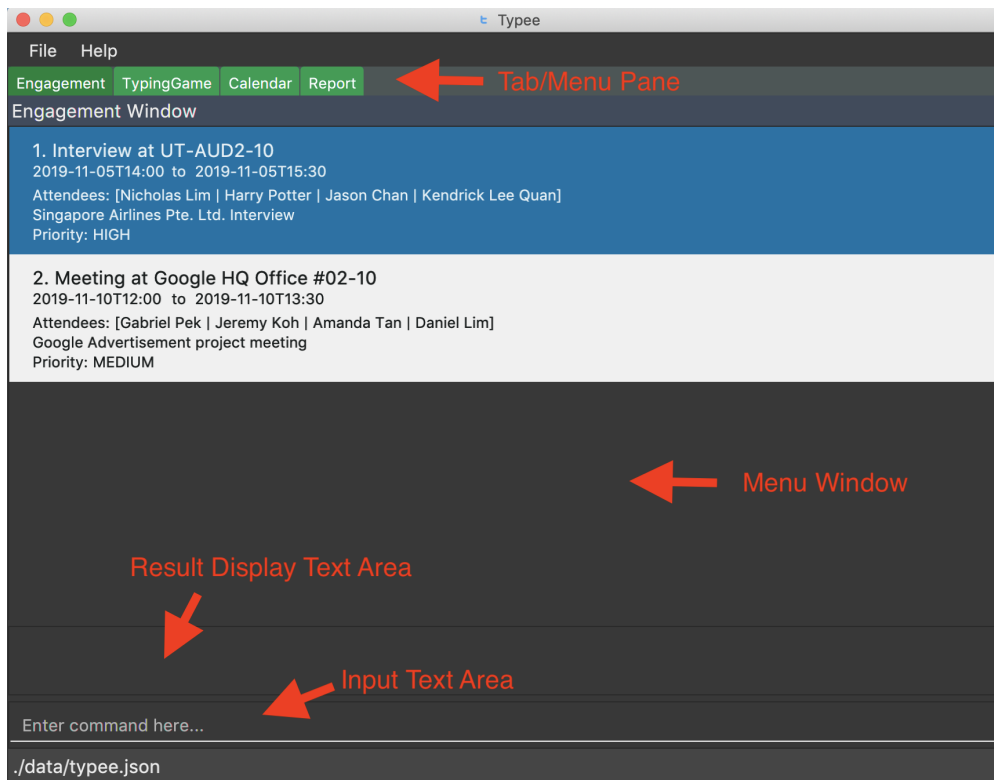 Typee
File Help
Engagement TypingGame Calendar Report
Tab/Menu Pane
Engagement Window
1. Interview at UT-AUD2-10
2019-11-05T14:00 to 2019-11-05T15:30
Attendees: [Nicholas Lim | Harry Potter | Jason Chan | Kendrick Lee Quan]
Singapore Airlines Pte. Ltd. Interview
Priority: HIGH
2. Meeting at Google HQ Office #02-10
2019-11-10T12:00 to 2019-11-10T13:30
Attendees: [Gabriel Pek | Jeremy Koh | Amanda Tan | Daniel Lim]
Google Advertisement project meeting
Priority: MEDIUM
Menu Window
Result Display Text Area
Input Text Area
Enter command here...
./data/typee.json